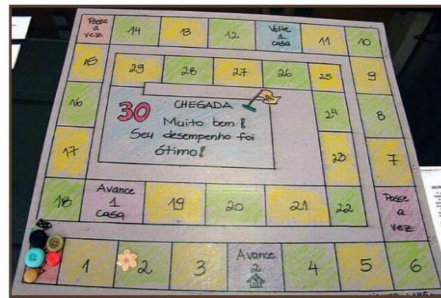 Passe
a
vez
14
13
12
Volte
1
casa
11
10
15
29
28
27
26
25
9
16
30
CHEGADA
Muito bem!
Seu desempenho foi
ótimo!
24
8
17
23
7
18
Avance
1
casa
19
20
21
22
Passe
a
vez
1
2
3
Avance
2
4
5
6